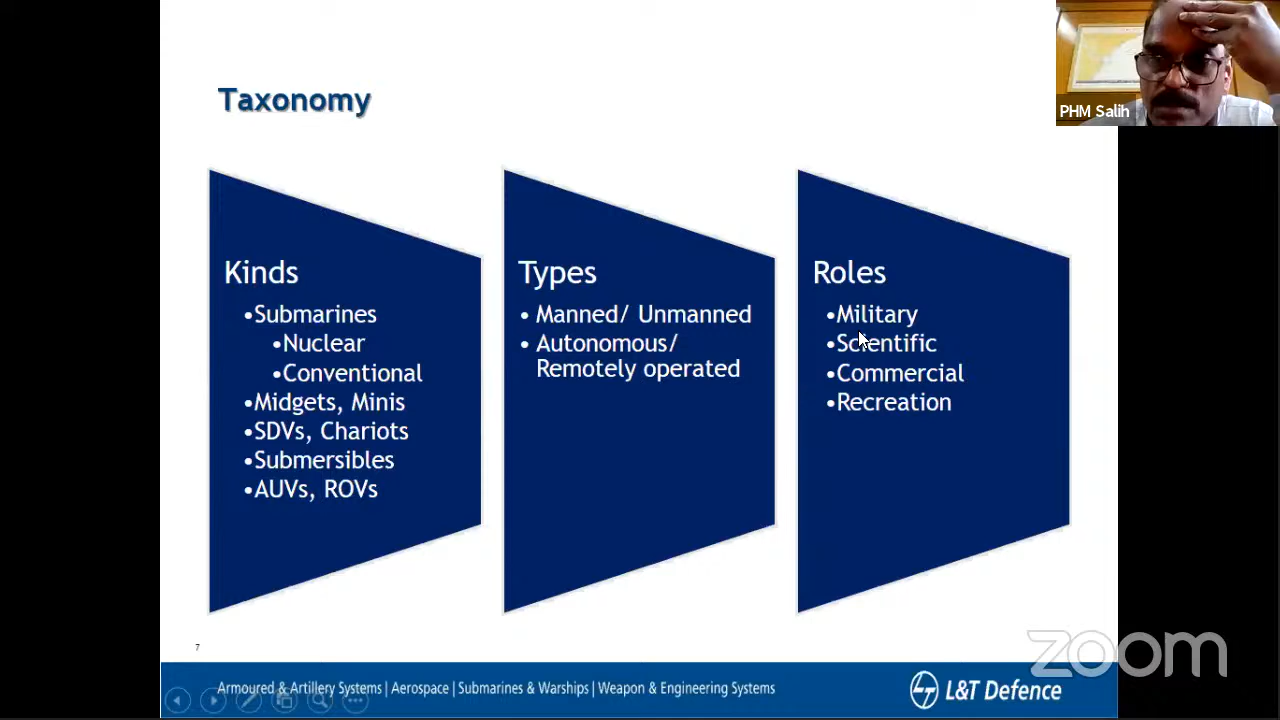 PHM Salih
Taxonomy
Kinds
•Submarines
•Nuclear
•Conventional
•Midgets, Minis
•SDVs, Chariots
•Submersibles
•AUVs, ROVs
Types
• Manned/ Unmanned
• Autonomous/
Remotely operated
Roles
•Military
•Scientific
•Commercial
•Recreation
7
zoom
Armoured & Artillery Systems | Aerospace | Submarines & Warships | Weapon & Engineering Systems
L&T Defence